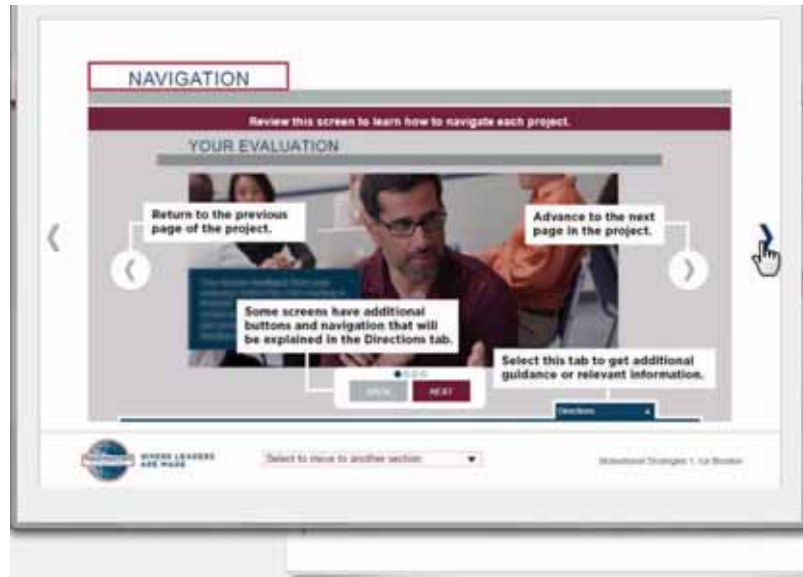 NAVIGATION
Review this screen to learn how to navigate each project.
YOUR EVALUATION
Return to the previous
page of the project.
Advance to the next
page in the project.
Some screens have additional
buttons and navigation that will
be explained in the Directions tab.
Select this tab to get additional
guidance or relevant information.
BACK NEXT
Directions
TOASTMASTERS
WHERE LEADERS
ARE MADE
Select to move to another section